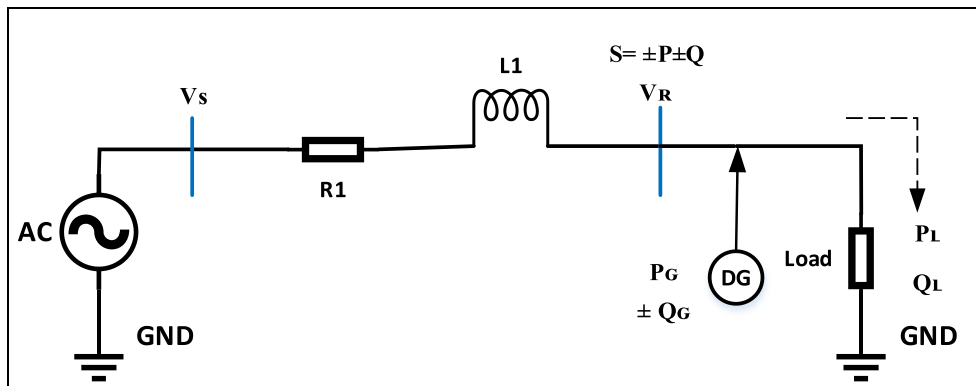 S= ±P±Q
L1
Vs
VR
R1
AC
PL
Load
PG
DG
QL
± QG
GND
GND